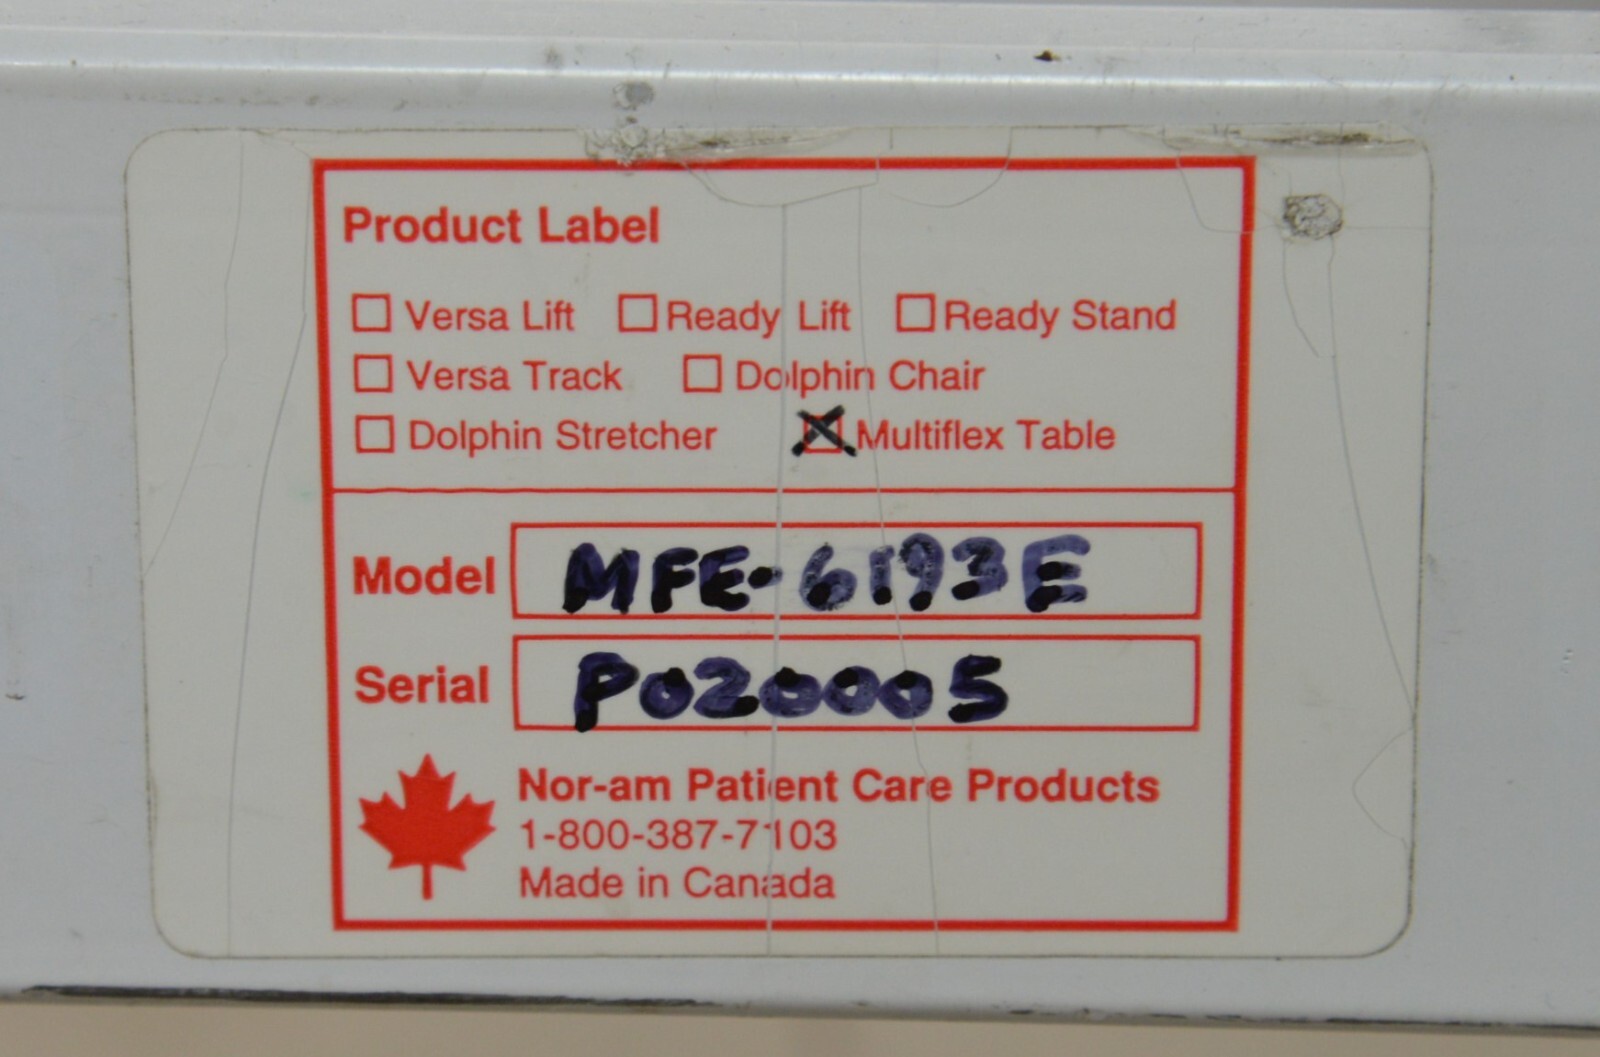 Product Label
☐ Versa Lift ☐ Ready Lift ☐ Ready Stand
☐ Versa Track ☐ Dolphin Chair
☐ Dolphin Stretcher ☒ Multiflex Table
Model MFE-6193E
Serial P020005
Nor-am Patient Care Products
1-800-387-7103
Made in Canada